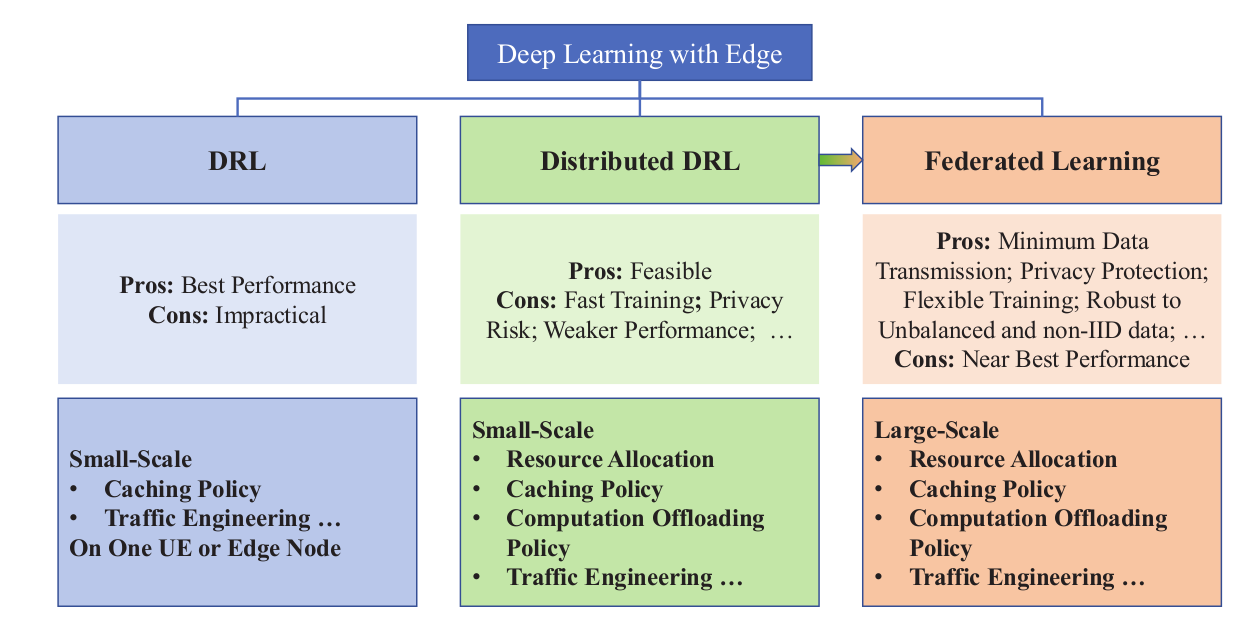 Deep Learning with Edge
DRL
Distributed DRL
Federated Learning
Pros: Best Performance
Cons: Impractical
Pros: Feasible
Cons: Fast Training; Privacy
Risk; Weaker Performance;  …
Pros: Minimum Data
Transmission; Privacy Protection;
Flexible Training; Robust to
Unbalanced and non-IID data; …
Cons: Near Best Performance
Small-Scale
• Caching Policy
• Traffic Engineering …
On One UE or Edge Node
Small-Scale
• Resource Allocation
• Caching Policy
• Computation Offloading
Policy
• Traffic Engineering …
Large-Scale
• Resource Allocation
• Caching Policy
• Computation Offloading
Policy
• Traffic Engineering …